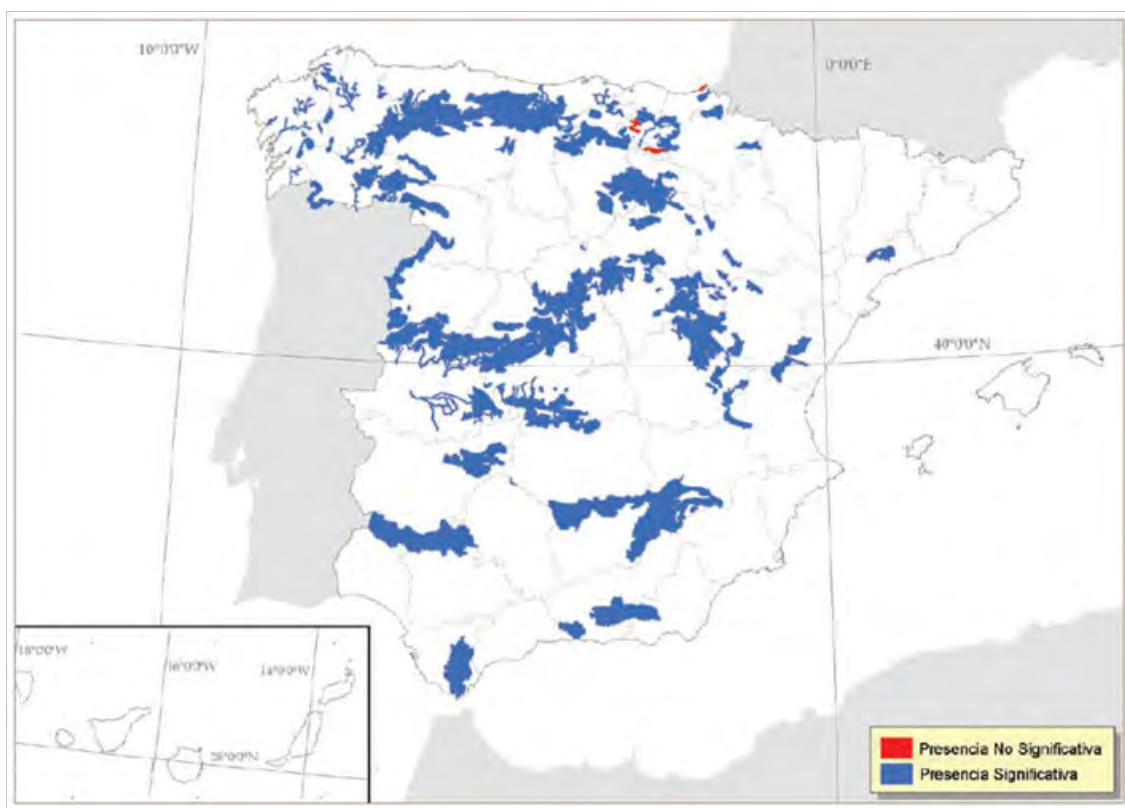 10°0'0"W
0°0'0"E
40°0'0"N
18°0'0"W
16°0'0"W
14°0'0"W
28°0'0"N
Presencia No Significativa
Presencia Significativa